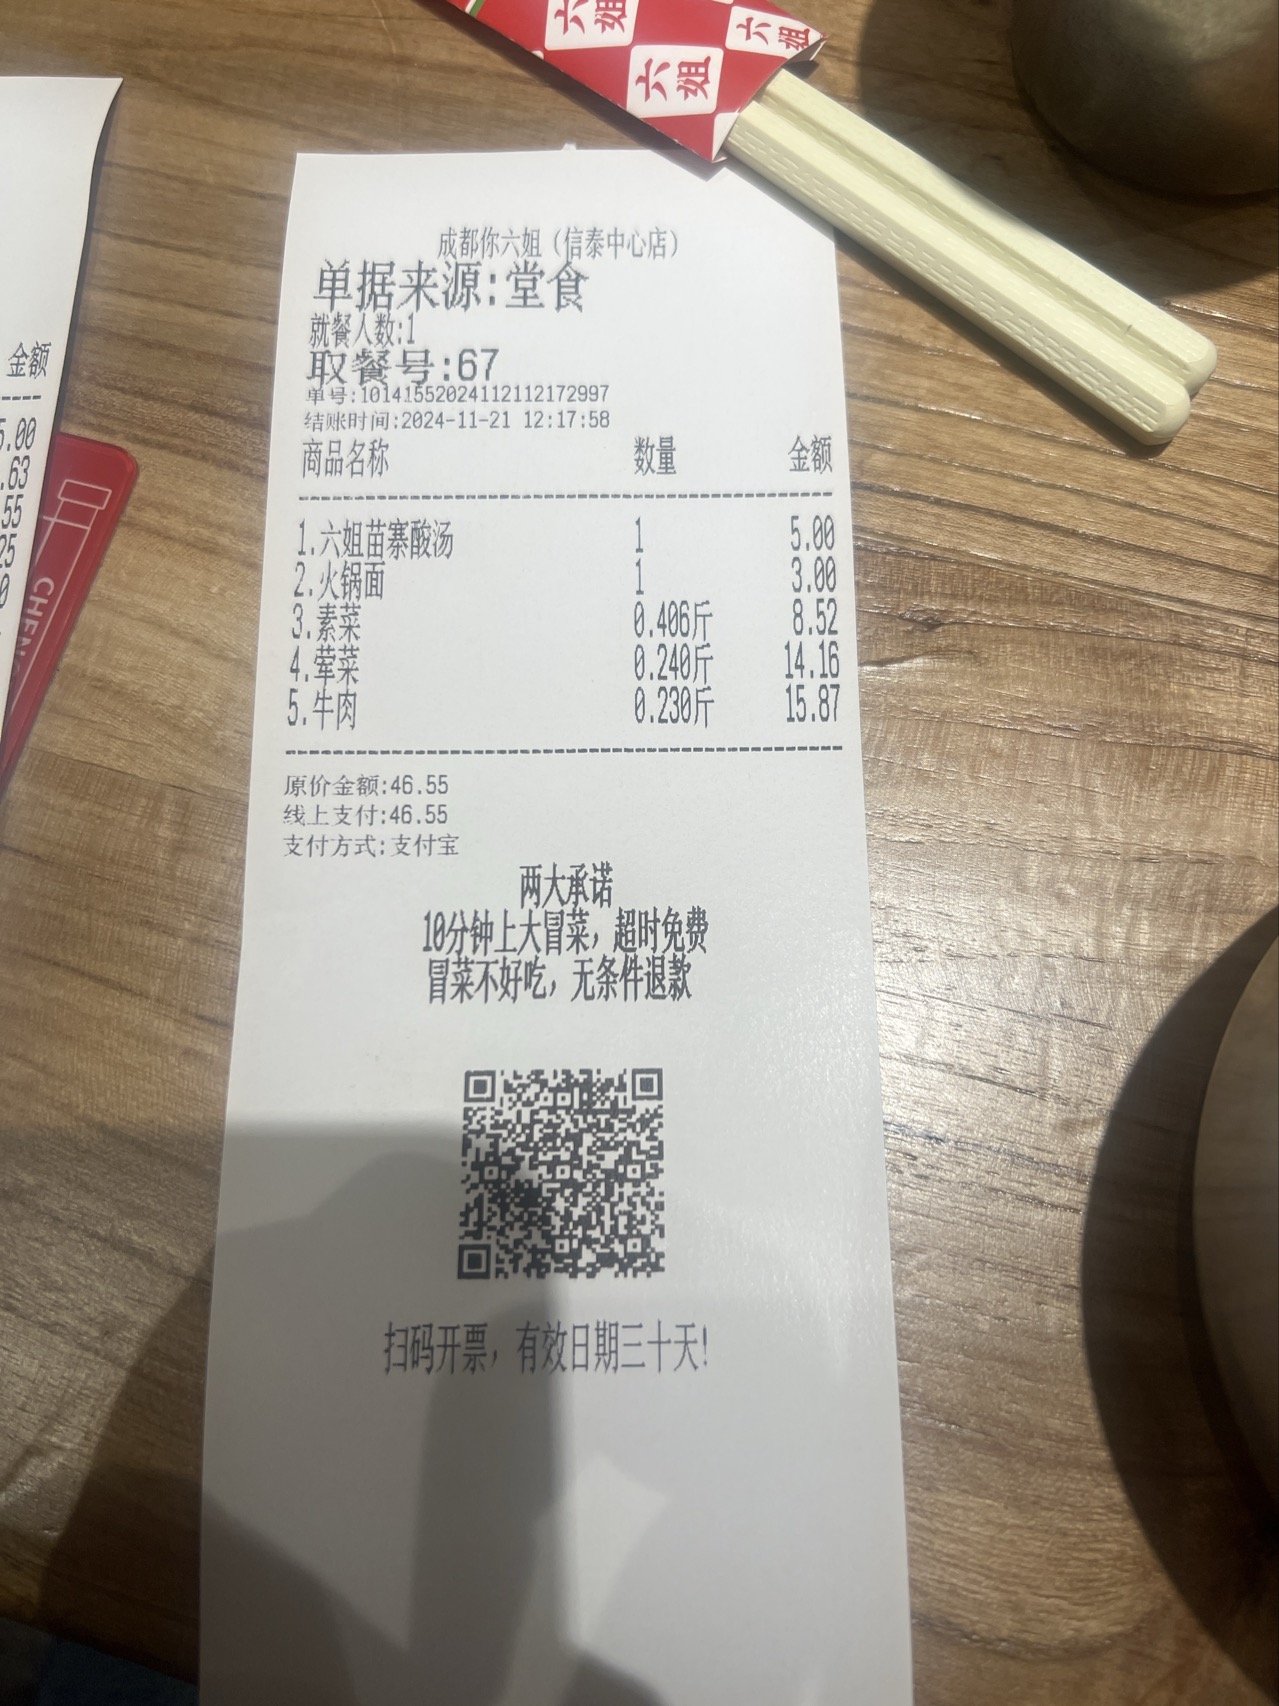 六姐
六姐
六姐
成都你六姐（信泰中心店）
单据来源:堂食
就餐人数:1
取餐号:67
单号:10141552024112112172997
结账时间:2024-11-21 12:17:58
商品名称 数量 金额
1.六姐苗寨酸汤 1 5.00
2.火锅面 1 3.00
3.素菜 0.406斤 8.52
4.荤菜 0.240斤 14.16
5.牛肉 0.230斤 15.87
原价金额:46.55
线上支付:46.55
支付方式:支付宝
两大承诺
10分钟上大冒菜，超时免费
冒菜不好吃，无条件退款
扫码开票，有效日期三十天!
金额
5.00
.63
.55
25
0
CHENG